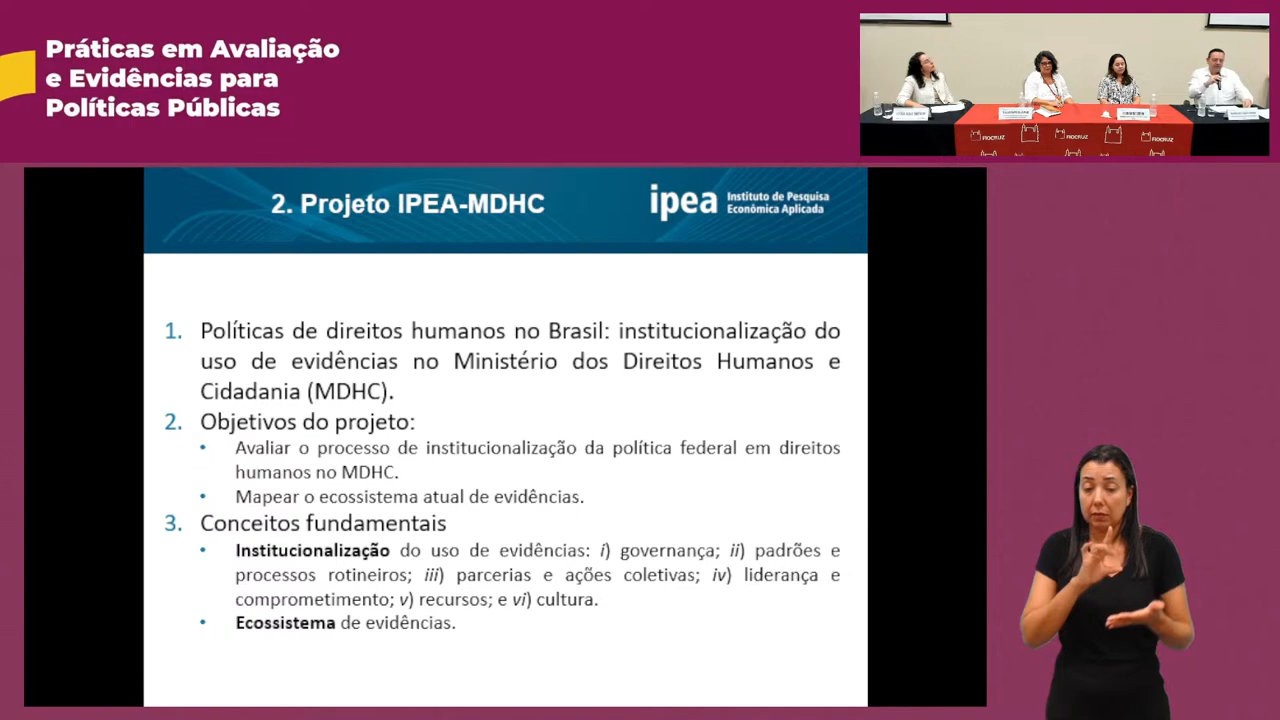 Práticas em Avaliação
e Evidências para
Políticas Públicas
FIOCRUZ
FIOCRUZ
FIOCRUZ
2. Projeto IPEA-MDHC
ipea Instituto de Pesquisa
Econômica Aplicada
1. Políticas de direitos humanos no Brasil: institucionalização do
uso de evidências no Ministério dos Direitos Humanos e
Cidadania (MDHC).
2. Objetivos do projeto:
• Avaliar o processo de institucionalização da política federal em direitos
humanos no MDHC.
• Mapear o ecossistema atual de evidências.
3. Conceitos fundamentais
• Institucionalização do uso de evidências: i) governança; ii) padrões e
processos rotineiros; iii) parcerias e ações coletivas; iv) liderança e
comprometimento; v) recursos; e vi) cultura.
• Ecossistema de evidências.